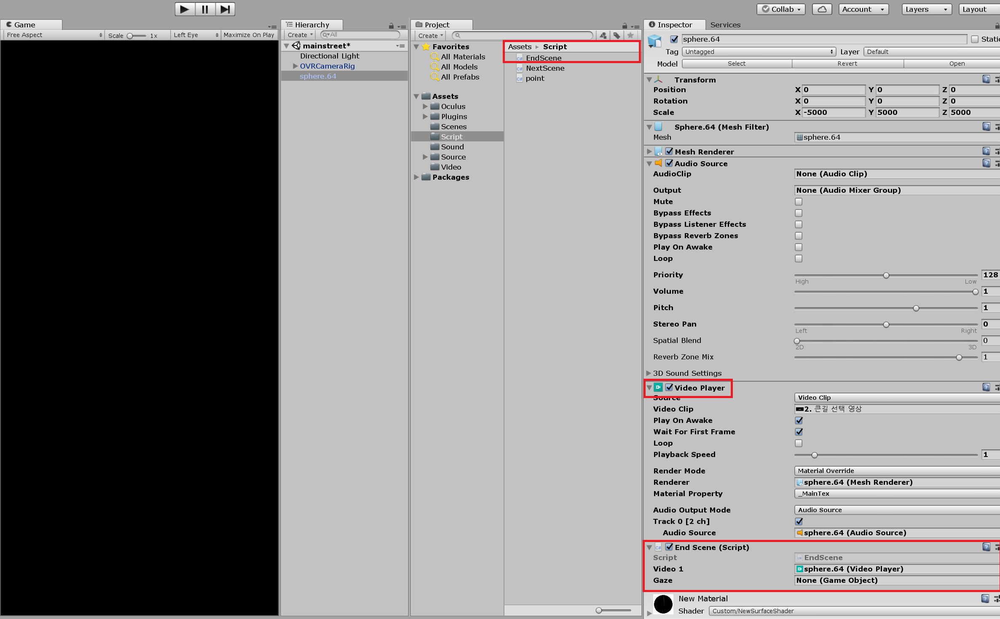 Collab
Account
Layers
Layout
Game
Free Aspect
Scale
1x
Left Eye
Maximize On Play
Hierarchy
Create
All
mainstreet*
Directional Light
OVRCameraRig
sphere.64
Project
Create
Favorites
All Materials
All Models
All Prefabs
Assets
Oculus
Plugins
Scenes
Script
Sound
Source
Video
Packages
Assets Script
EndScene
NextScene
point
Inspector
Services
sphere.64
Static
Tag Untagged
Layer Default
Model Select Revert Open
Transform
Position X 0 Y 0 Z 0
Rotation X 0 Y 0 Z 0
Scale X -5000 Y 5000 Z 5000
Sphere.64 (Mesh Filter)
Mesh sphere.64
Mesh Renderer
Audio Source
AudioClip None (Audio Clip)
Output None (Audio Mixer Group)
Mute
Bypass Effects
Bypass Listener Effects
Bypass Reverb Zones
Play On Awake
Loop
Priority 128
High Low
Volume 1
Pitch 1
Stereo Pan 0
Left Right
Spatial Blend 0
2D 3D
Reverb Zone Mix 1
3D Sound Settings
Video Player
Source Video Clip
Video Clip 2. 큰길 선택 영상
Play On Awake
Wait For First Frame
Loop
Playback Speed 1
Render Mode Material Override
Renderer sphere.64 (Mesh Renderer)
Material Property _MainTex
Audio Output Mode Audio Source
Track 0 [2 ch]
Audio Source sphere.64 (Audio Source)
C# End Scene (Script)
Script EndScene
Video 1 sphere.64 (Video Player)
Gaze None (Game Object)
New Material
Shader Custom/NewSurfaceShader